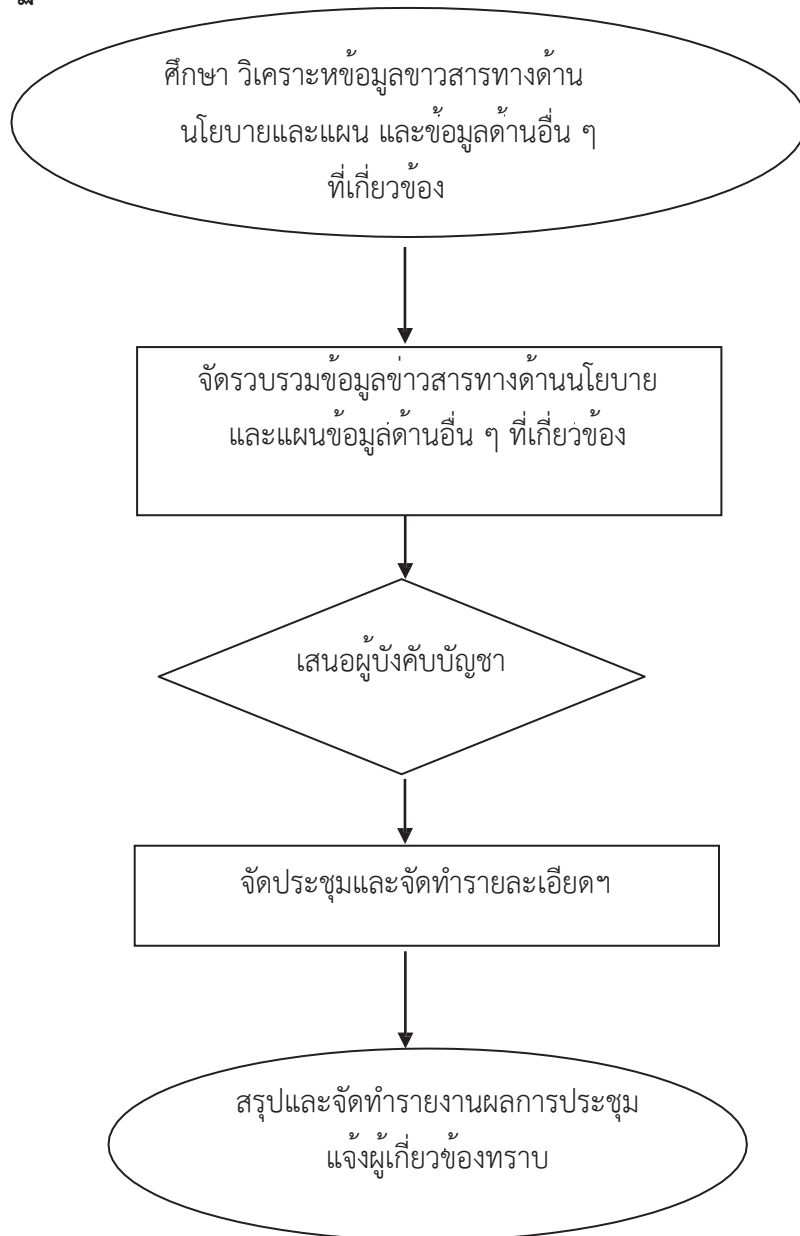 ศึกษา วิเคราะหข้อมูลขาวสารทางด้าน
นโยบายและแผน และข้อมูลด้านอื่น ๆ
ที่เกี่ยวข้อง
จัดรวบรวมข้อมูลข่าวสารทางด้านนโยบาย
และแผนข้อมูลด้านอื่น ๆ ที่เกี่ยวข้อง
เสนอผู้บังคับบัญชา
จัดประชุมและจัดทำรายละเอียดฯ
สรุปและจัดทำรายงานผลการประชุม
แจ้งผู้เกี่ยวข้องทราบ